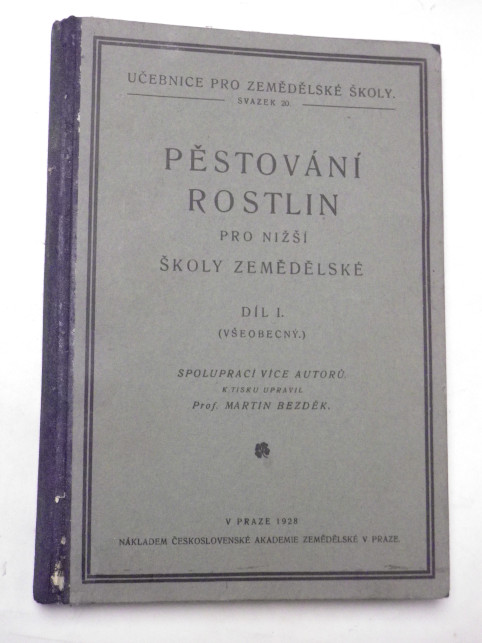 UČEBNICE PRO ZEMĚDĚLSKÉ ŠKOLY.
SVAZEK 20.
PĚSTOVÁNÍ
ROSTLIN
PRO NIŽŠÍ
ŠKOLY ZEMĚDĚLSKÉ
DÍL I.
(VŠEOBECNÝ.)
SPOLUPRACÍ VÍCE AUTORŮ
K TISKU UPRAVIL
Prof. MARTIN BEZDĚK.
V PRAZE 1928
NÁKLADEM ČESKOSLOVENSKÉ AKADEMIE ZEMĚDĚLSKÉ V PRAZE.